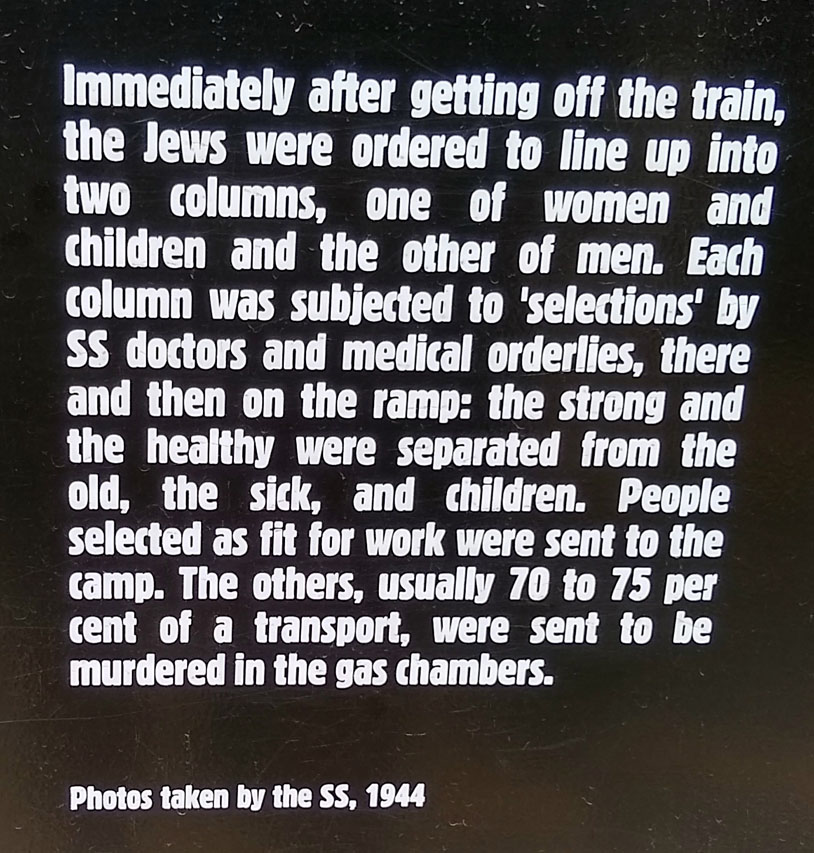 Immediately after getting off the train,
the Jews were ordered to line up into
two columns, one of women and
children and the other of men. Each
column was subjected to 'selections' by
SS doctors and medical orderlies, there
and then on the ramp: the strong and
the healthy were separated from the
old, the sick, and children. People
selected as fit for work were sent to the
camp. The others, usually 70 to 75 per
cent of a transport, were sent to be
murdered in the gas chambers.
Photos taken by the SS, 1944